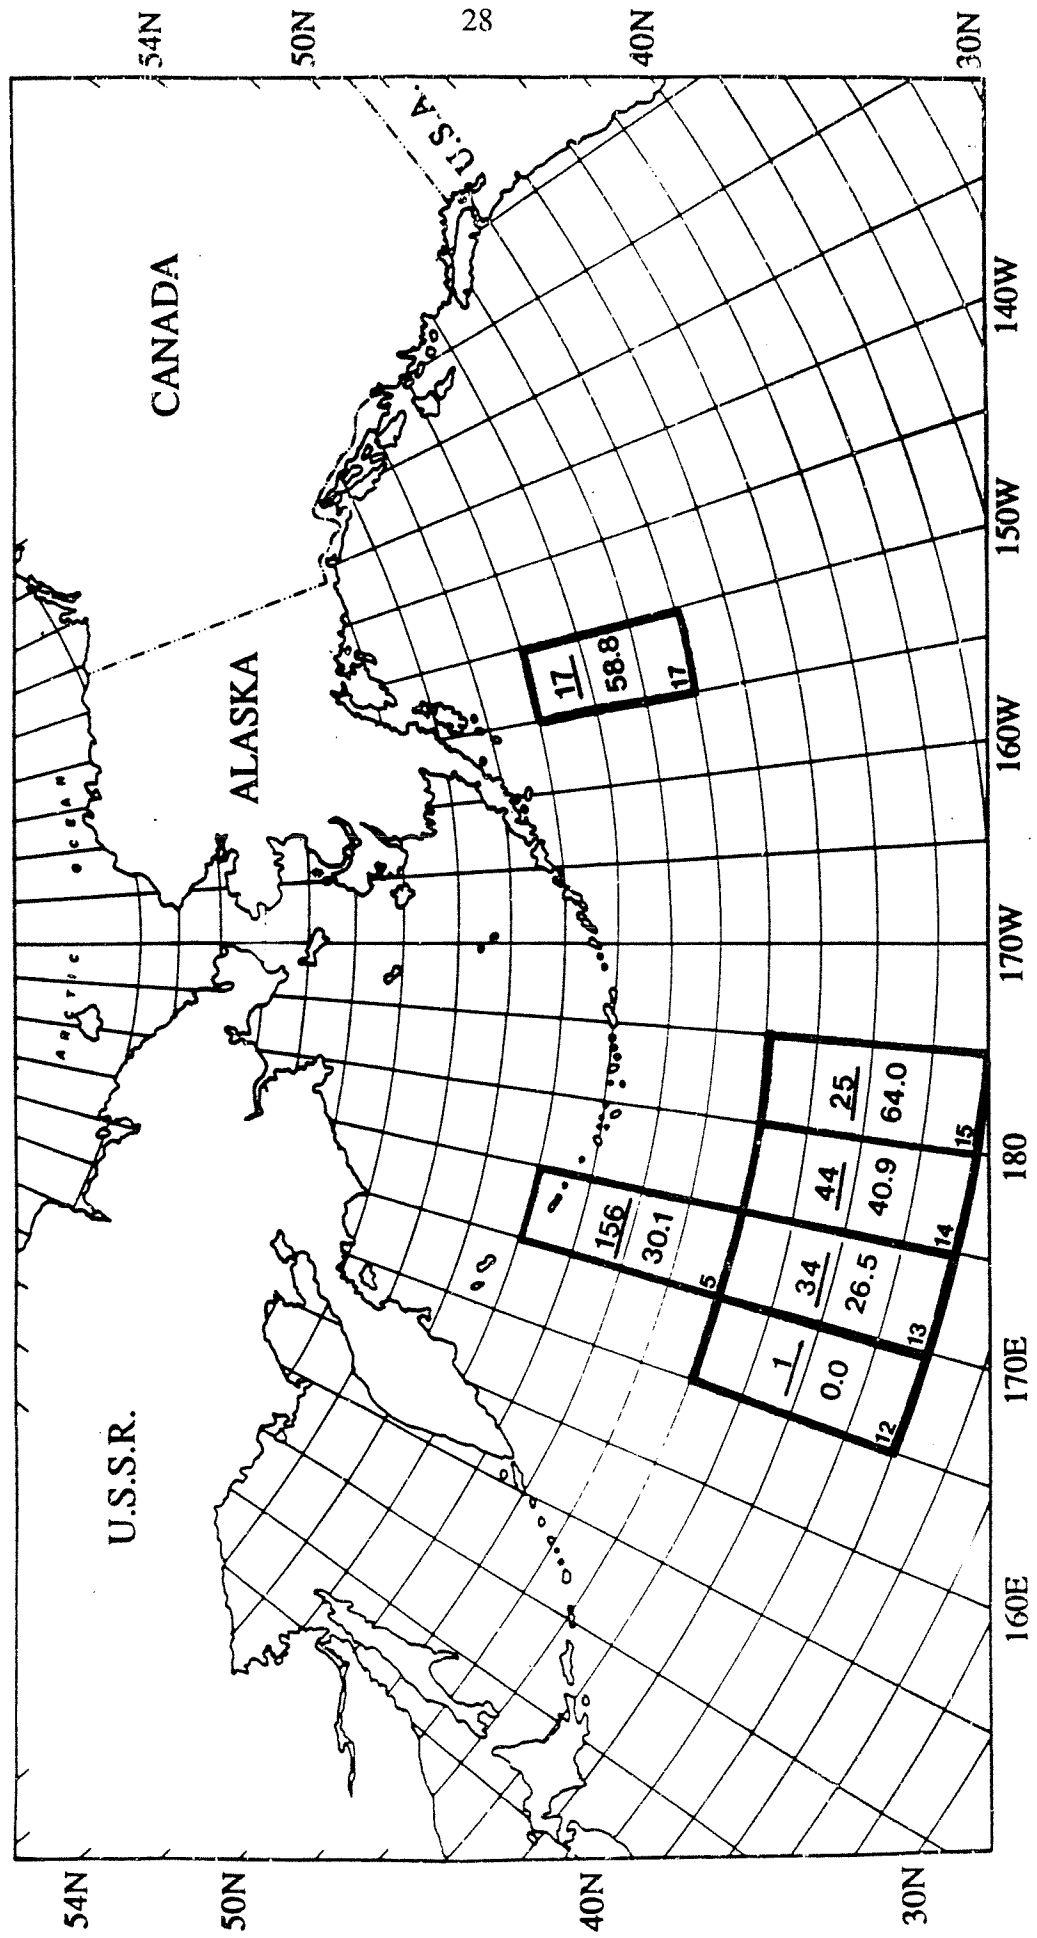 28
CANADA
U.S.A.
ALASKA
U.S.S.R.
ARCTIC
OCEAN
17
58.8
17
25
64.0
15
44
40.9
14
156
30.1
5
34
26.5
13
1
0.0
12
54N
50N
40N
30N
54N
50N
40N
30N
160E
170E
180
170W
160W
150W
140W